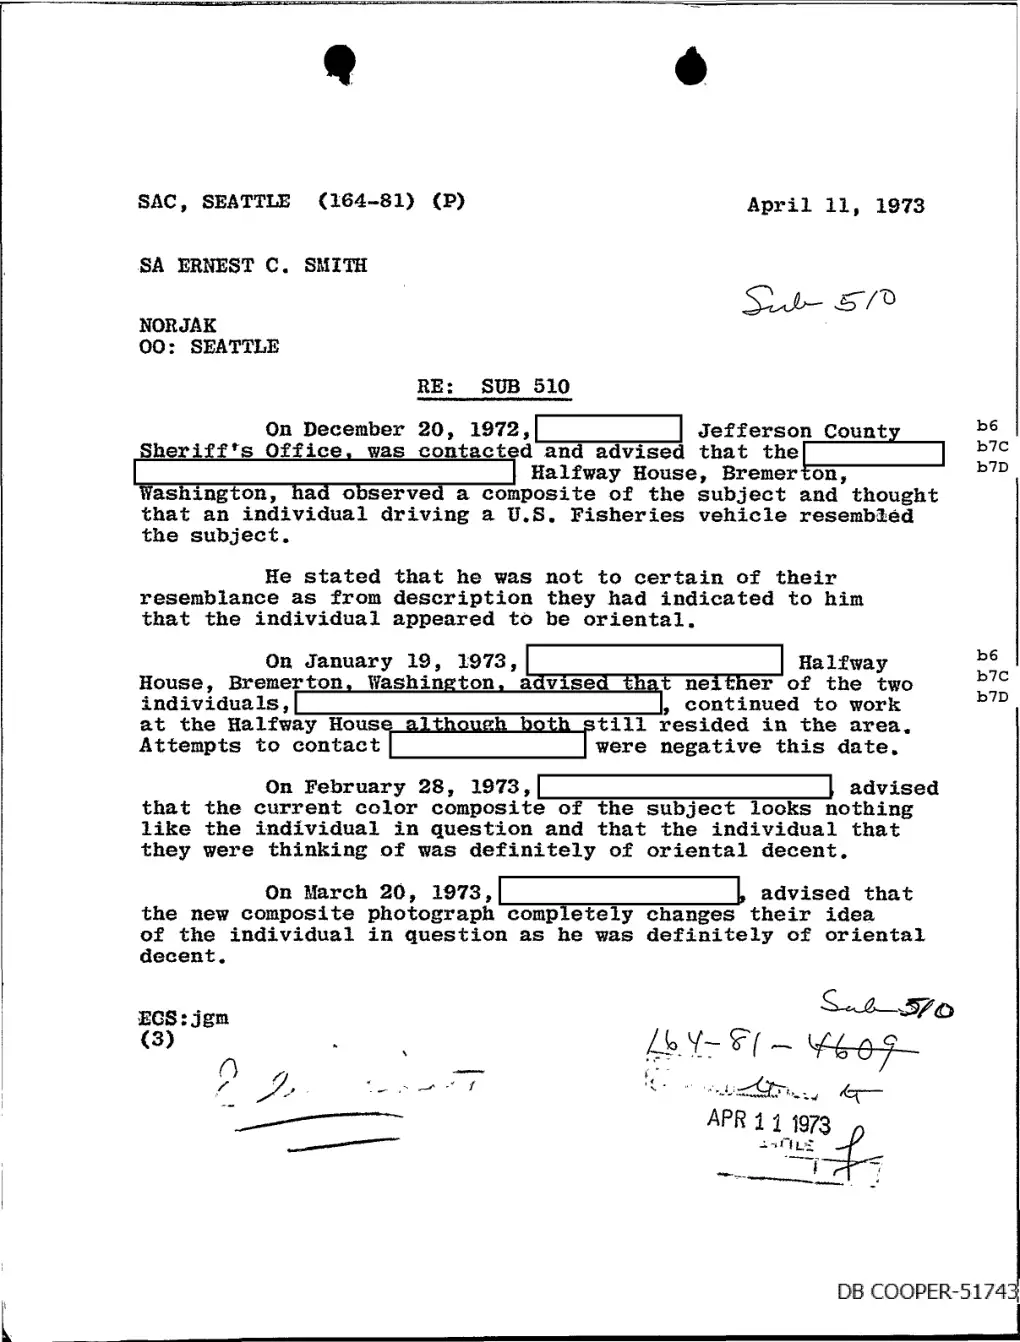 SAC, SEATTLE (164-81) (P)
April 11, 1973
SA ERNEST C. SMITH
Sub 510
NORJAK
OO: SEATTLE
RE: SUB 510
On December 20, 1972, Jefferson County
Sheriff's Office, was contacted and advised that the
Halfway House, Bremerton,
Washington, had observed a composite of the subject and thought
that an individual driving a U.S. Fisheries vehicle resembled
the subject.
b6
b7C
b7D
He stated that he was not to certain of their
resemblance as from description they had indicated to him
that the individual appeared to be oriental.
On January 19, 1973, Halfway
House, Bremerton, Washington, advised that neither of the two
individuals, , continued to work
at the Halfway House although both still resided in the area.
Attempts to contact were negative this date.
b6
b7C
b7D
On February 28, 1973, , advised
that the current color composite of the subject looks nothing
like the individual in question and that the individual that
they were thinking of was definitely of oriental decent.
On March 20, 1973, , advised that
the new composite photograph completely changes their idea
of the individual in question as he was definitely of oriental
decent.
Sub 510
ECS:jgm
(3)
164-81-4609
APR 11 1973
DB COOPER-51743